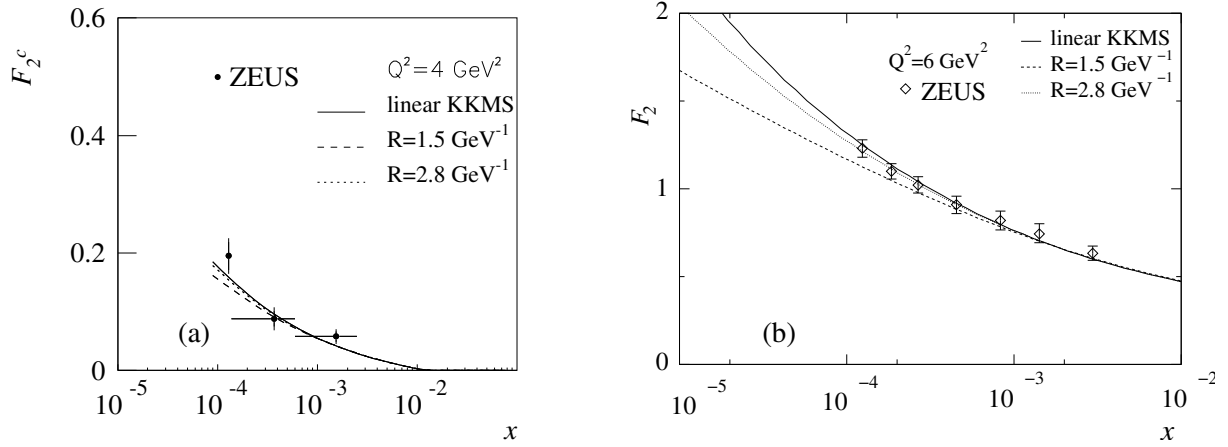 0.6
F₂ᶜ
ZEUS
Q²=4 GeV²
linear KKMS
R=1.5 GeV⁻¹
R=2.8 GeV⁻¹
0.4
0.2
(a)
0
10⁻⁵ 10⁻⁴ 10⁻³ 10⁻²
x
2
linear KKMS
Q²=6 GeV²
R=1.5 GeV⁻¹
ZEUS
R=2.8 GeV⁻¹
F₂
1
(b)
0
10⁻⁵ 10⁻⁴ 10⁻³ 10⁻²
x